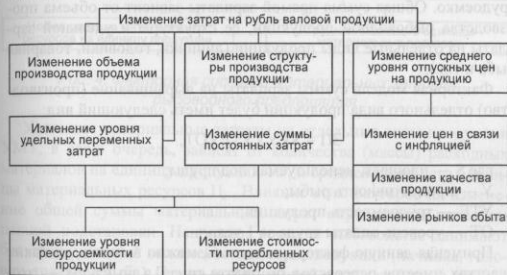 Изменение затрат на рубль валовой продукции
Изменение объема
производства продукции
Изменение структу-
ры производства
продукции
Изменение среднего
уровня отпускных цен
на продукцию
Изменение уровня
удельных переменных
затрат
Изменение суммы
постоянных затрат
Изменение цен в связи
с инфляцией
Изменение качества
продукции
Изменение рынков сбыта
Изменение уровня
ресурсоемкости
продукции
Изменение стоимос-
ти потребленных
ресурсов